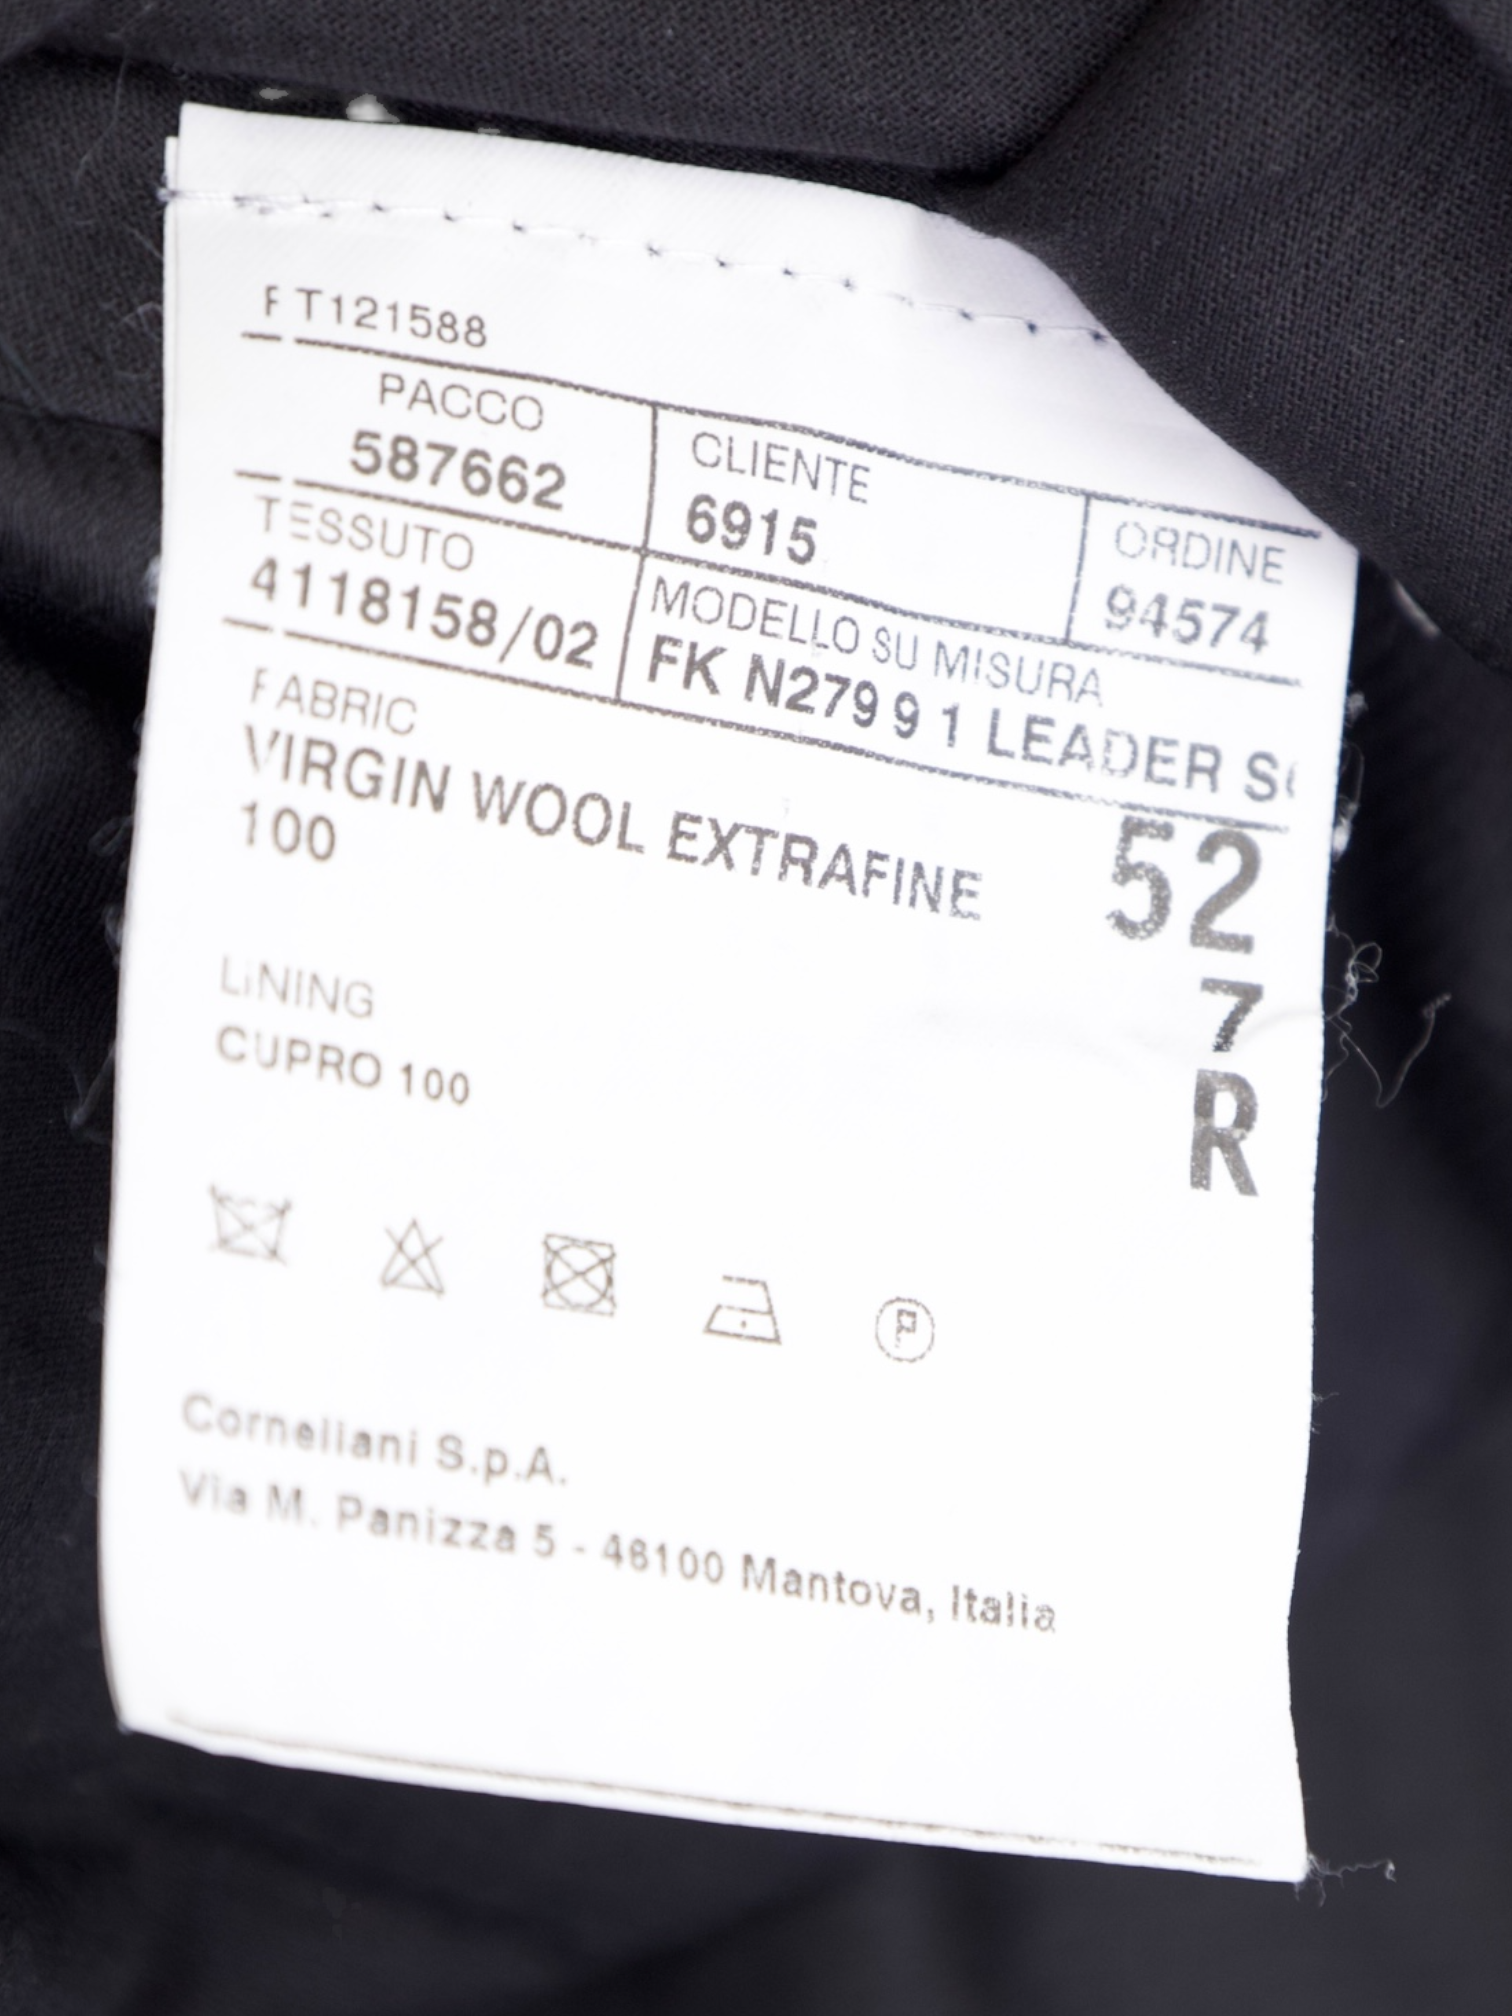 F T121588
PACCO
587662
CLIENTE
6915
ORDINE
94574
TESSUTO
4118158/02
MODELLO SU MISURA
FK N279 9 1 LEADER
FABRIC
VIRGIN WOOL EXTRAFINE
100
52
7
R
LINING
CUPRO 100
P
Corneliani S.p.A.
Via M. Panizza 5 - 46100 Mantova, Italia